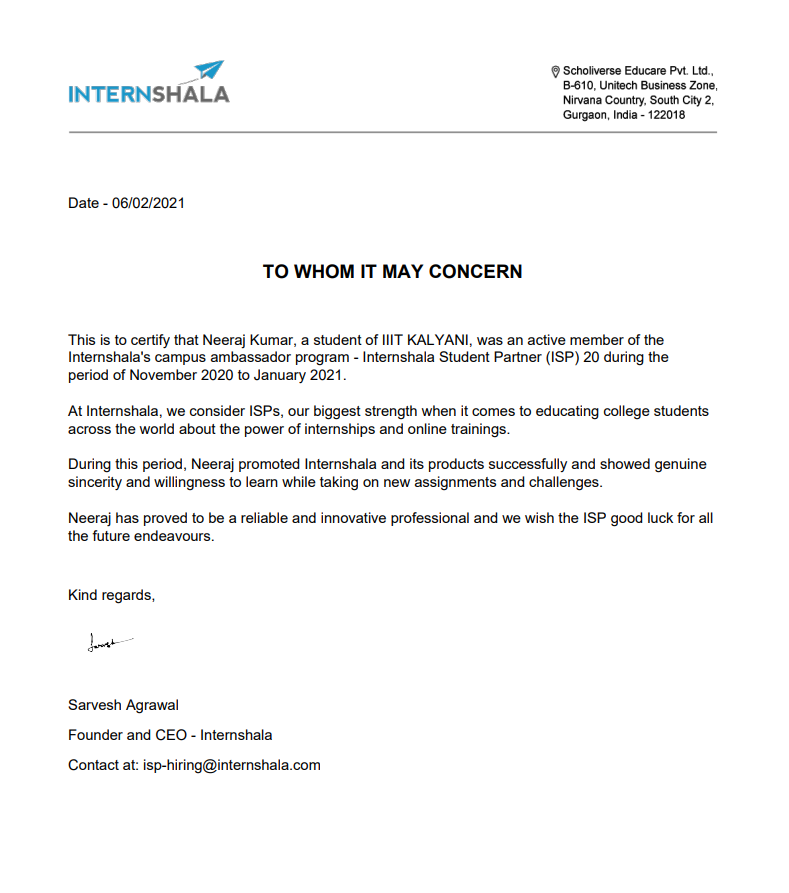 INTERNSHALA
Scholiverse Educare Pvt. Ltd.,
B-610, Unitech Business Zone,
Nirvana Country, South City 2,
Gurgaon, India - 122018
Date - 06/02/2021
TO WHOM IT MAY CONCERN
This is to certify that Neeraj Kumar, a student of IIIT KALYANI, was an active member of the
Internshala's campus ambassador program - Internshala Student Partner (ISP) 20 during the
period of November 2020 to January 2021.
At Internshala, we consider ISPs, our biggest strength when it comes to educating college students
across the world about the power of internships and online trainings.
During this period, Neeraj promoted Internshala and its products successfully and showed genuine
sincerity and willingness to learn while taking on new assignments and challenges.
Neeraj has proved to be a reliable and innovative professional and we wish the ISP good luck for all
the future endeavours.
Kind regards,
Sarvesh Agrawal
Founder and CEO - Internshala
Contact at: isp-hiring@internshala.com